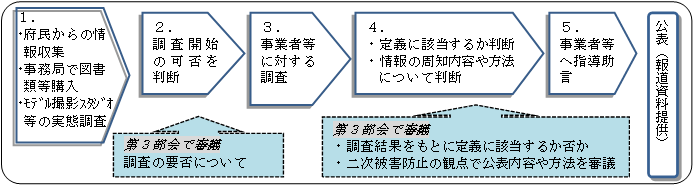 １．
・府民からの情
報収集
・事務局で図書
類等購入
・ﾓﾃﾞﾙ撮影ｽﾀｼﾞｵ
等の実態調査
２．
調査開始
の可否を
判断
３．
事業者等
に対する
調査
４．
・定義に該当するか判断
・情報の周知内容や方法
について判断
５．
事業者等
へ指導助
言
公表（報道資料提供）
第３部会で審議
調査の要否について
第３部会で審議
・調査結果をもとに定義に該当するか否か
・二次被害防止の観点で公表内容や方法を審議